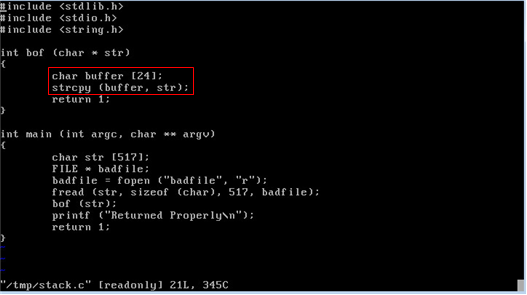 #include <stdlib.h>
#include <stdio.h>
#include <string.h>
int bof (char * str)
{
char buffer [24];
strcpy (buffer, str);
return 1;
}
int main (int argc, char ** argv)
{
char str [517];
FILE * badfile;
badfile = fopen ("badfile", "r");
fread (str, sizeof (char), 517, badfile);
bof (str);
printf ("Returned Properly\n");
return 1;
}
~
~
"/tmp/stack.c" [readonly] 21L, 345C